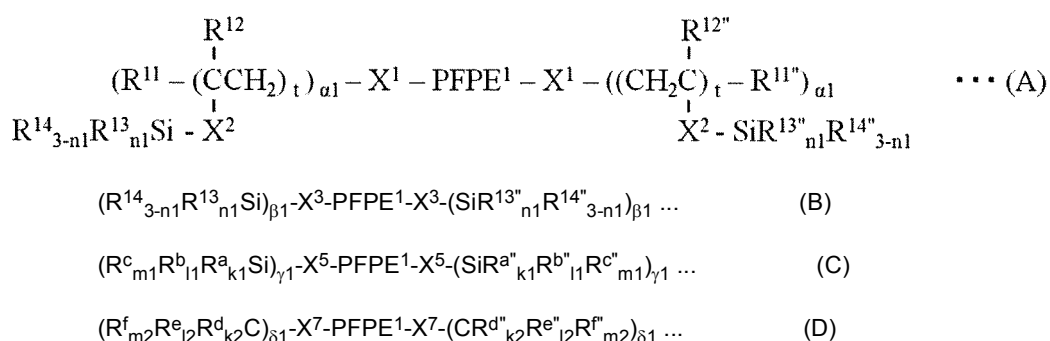 R¹² R¹²"
(R¹¹ – (CCH₂)ₜ)α1 – X¹ – PFPE¹ – X¹ – ((CH₂C)ₜ – R¹¹")α1 ··· (A)
R¹⁴₃₋ₙ₁R¹³ₙ₁Si - X² X² - SiR¹³"ₙ₁R¹⁴"₃₋ₙ₁
(R¹⁴₃₋ₙ₁R¹³ₙ₁Si)β1-X³-PFPE¹-X³-(SiR¹³"ₙ₁R¹⁴"₃₋ₙ₁)β1 ... (B)
(Rᶜₘ₁Rᵇₗ₁Rᵃₖ₁Si)γ1-X⁵-PFPE¹-X⁵-(SiRᵃ"ₖ₁Rᵇ"ₗ₁Rᶜ"ₘ₁)γ1 ... (C)
(Rᶠₘ₂Rᵉₗ₂Rᵈₖ₂C)δ1-X⁷-PFPE¹-X⁷-(CRᵈ"ₖ₂Rᵉ"ₗ₂Rᶠ"ₘ₂)δ1 ... (D)